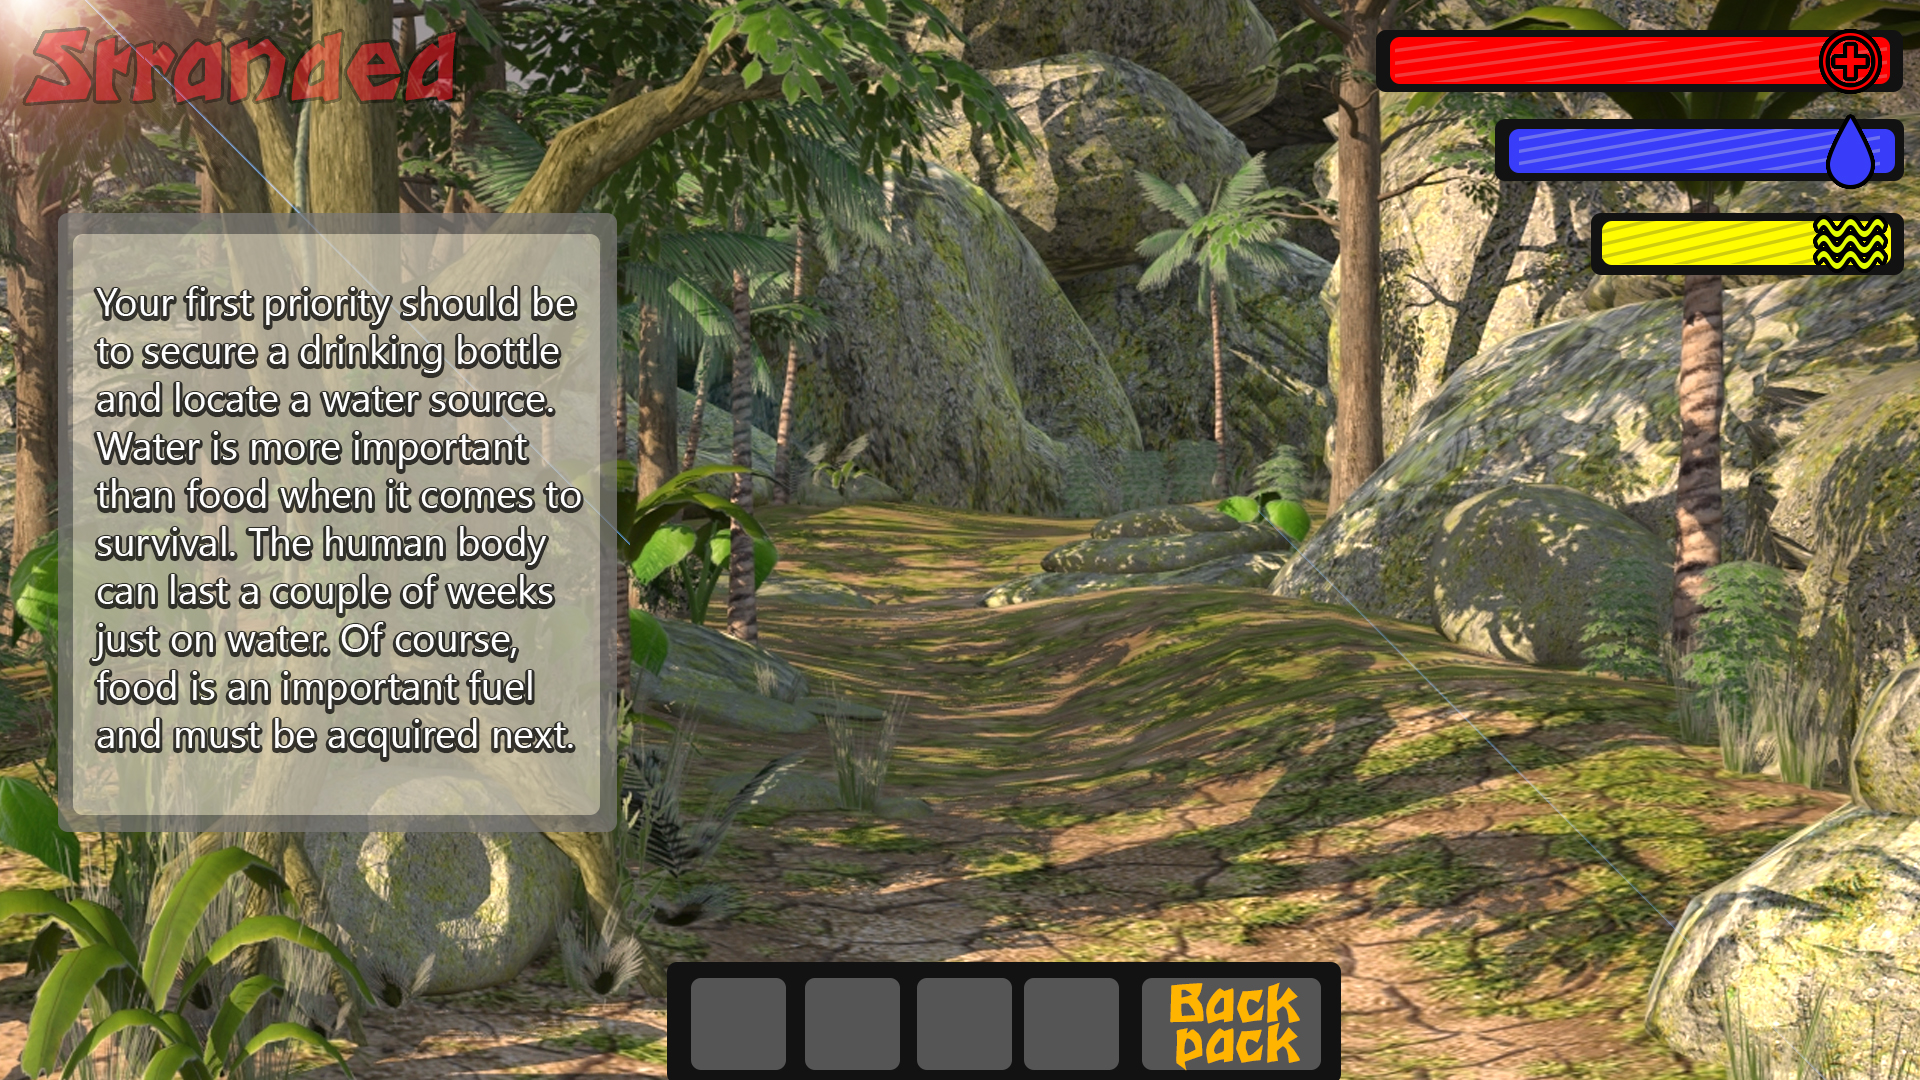 Stranded
Your first priority should be
to secure a drinking bottle
and locate a water source.
Water is more important
than food when it comes to
survival. The human body
can last a couple of weeks
just on water. Of course,
food is an important fuel
and must be acquired next.
Back
pack